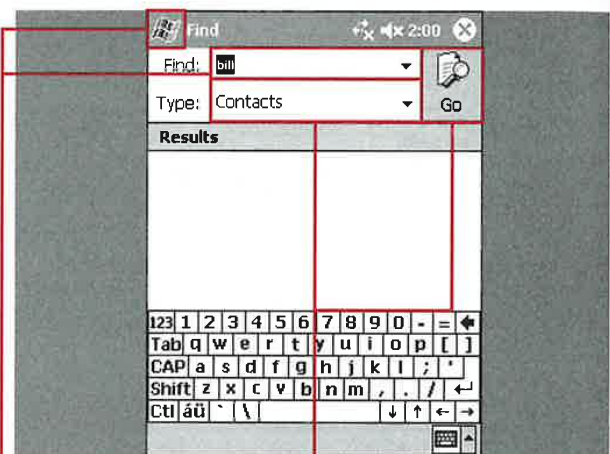 Find 2:00
Find: bill
Type: Contacts
Go
Results
123 1 2 3 4 5 6 7 8 9 0 - =
Tab q w e r t y u i o p [ ]
CAP a s d f g h j k l ; '
Shift z x c v b n m , . /
Ctl áü ` \